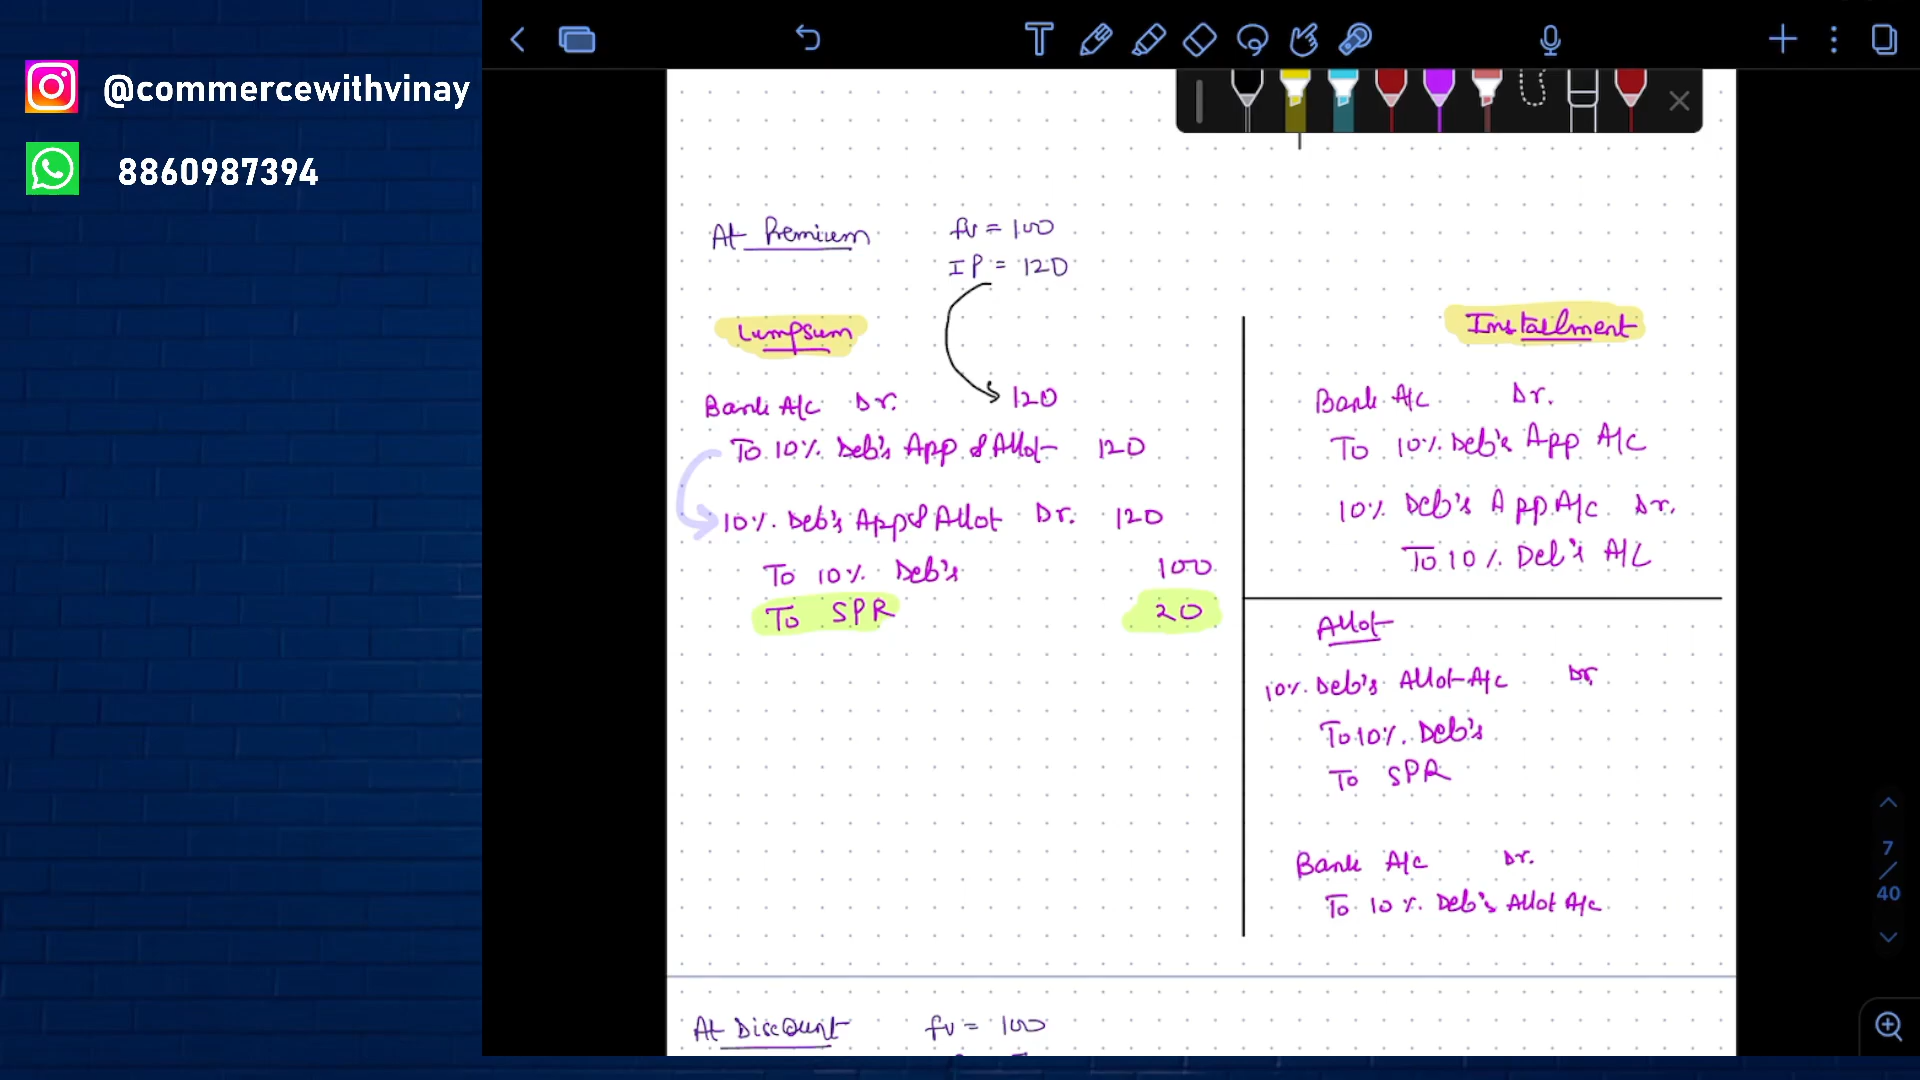 @commercewithvinay
8860987394
At Premium fv = 100
IP = 120
Lumpsum
Bank A/c Dr. 120
To 10% Deb's App & Allot 120
10% Deb's App & Allot Dr. 120
To 10% Deb's 100
To SPR 20
Installment
Bank A/c Dr.
To 10% Deb's App A/c
10% Deb's App A/c Dr.
To 10% Deb's A/c
Allot
10% Deb's Allot A/c Dr.
To 10% Deb's
To SPR
Bank A/c Dr.
To 10% Deb's Allot A/c
At Discount fv = 100
7
/
40